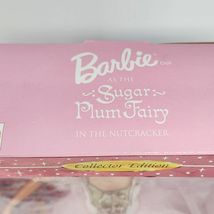 Barbie
AS THE
Sugar
Plum Fairy
IN THE NUTCRACKER
Collector Edition